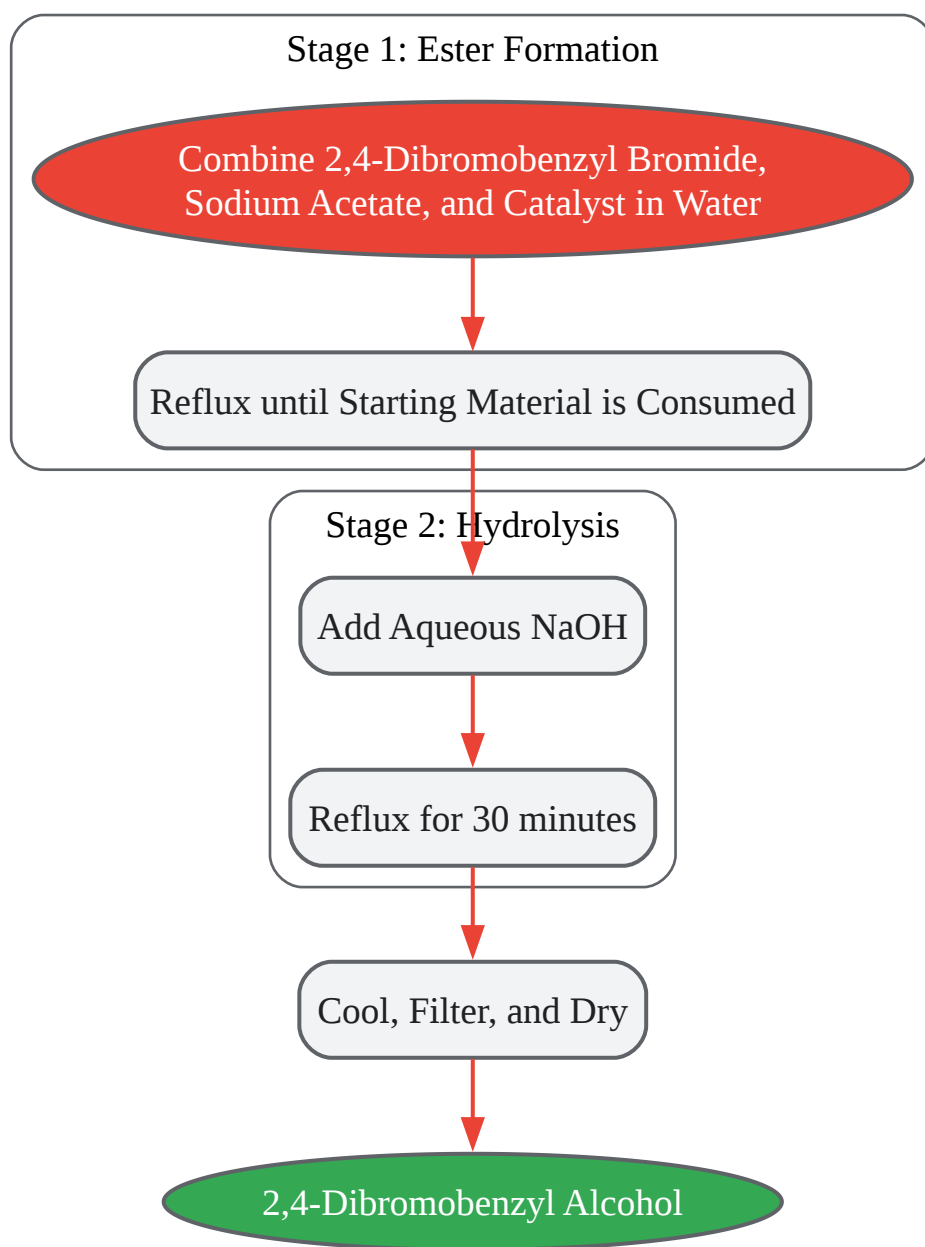 Stage 1: Ester Formation
Combine 2,4-Dibromobenzyl Bromide,
Sodium Acetate, and Catalyst in Water
Reflux until Starting Material is Consumed
Stage 2: Hydrolysis
Add Aqueous NaOH
Reflux for 30 minutes
Cool, Filter, and Dry
2,4-Dibromobenzyl Alcohol